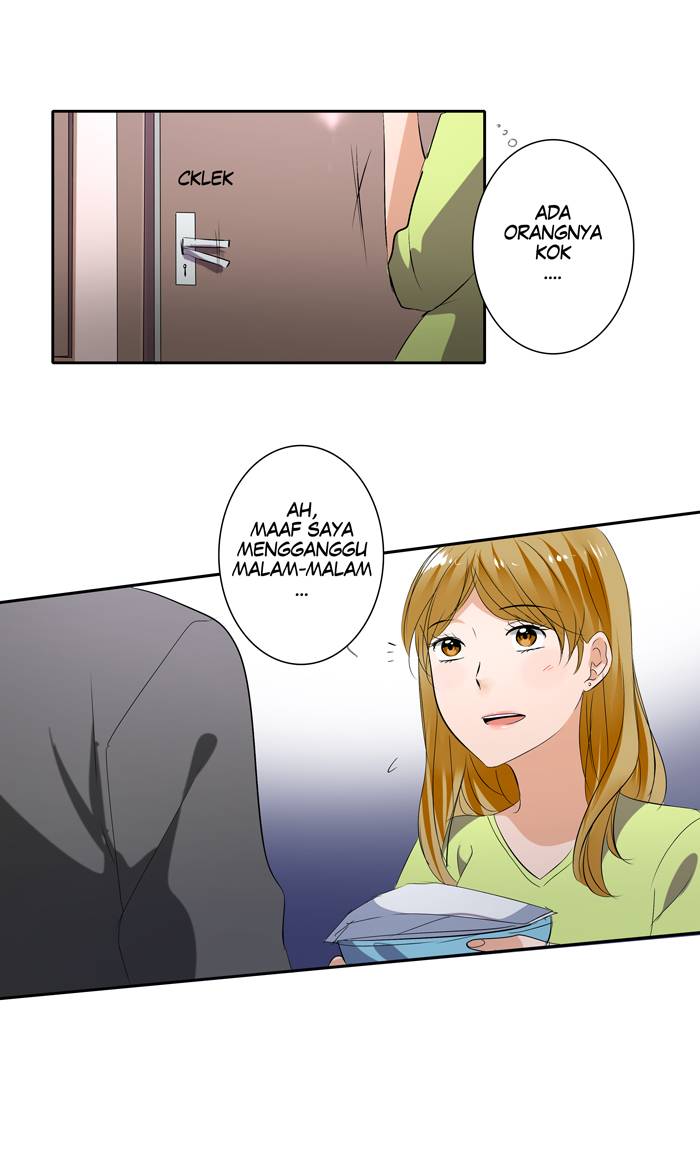 CKLEK
ADA
ORANGNYA
KOK
....
AH,
MAAF SAYA
MENGGANGGU
MALAM-MALAM
...